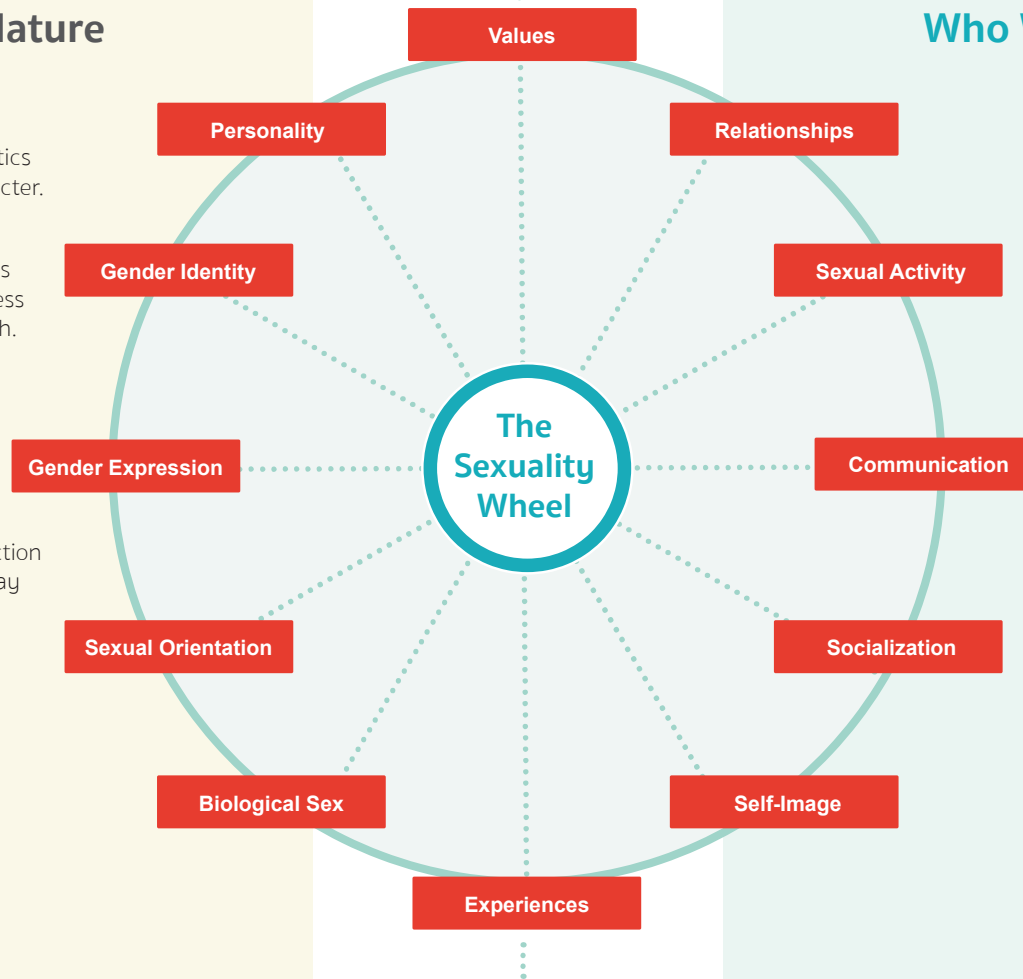 Values
Who
Personality
Relationships
Gender Identity
Sexual Activity
The
Sexuality
Wheel
Gender Expression
Communication
Sexual Orientation
Socialization
Biological Sex
Self-Image
Experiences